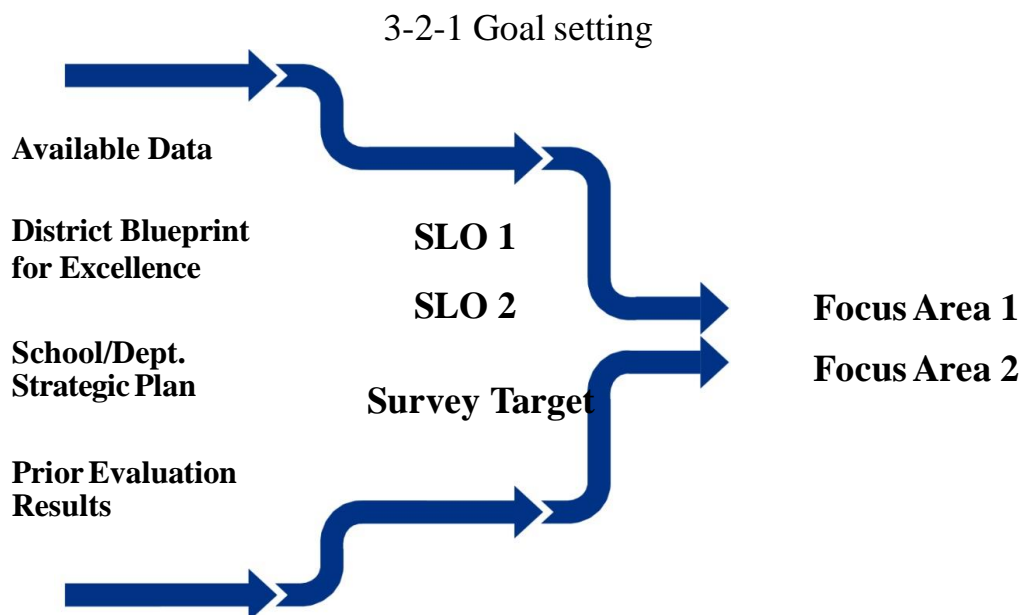 3-2-1 Goal setting
Available Data
District Blueprint
for Excellence
School/Dept.
Strategic Plan
Prior Evaluation
Results
SLO 1
SLO 2
Survey Target
Focus Area 1
Focus Area 2